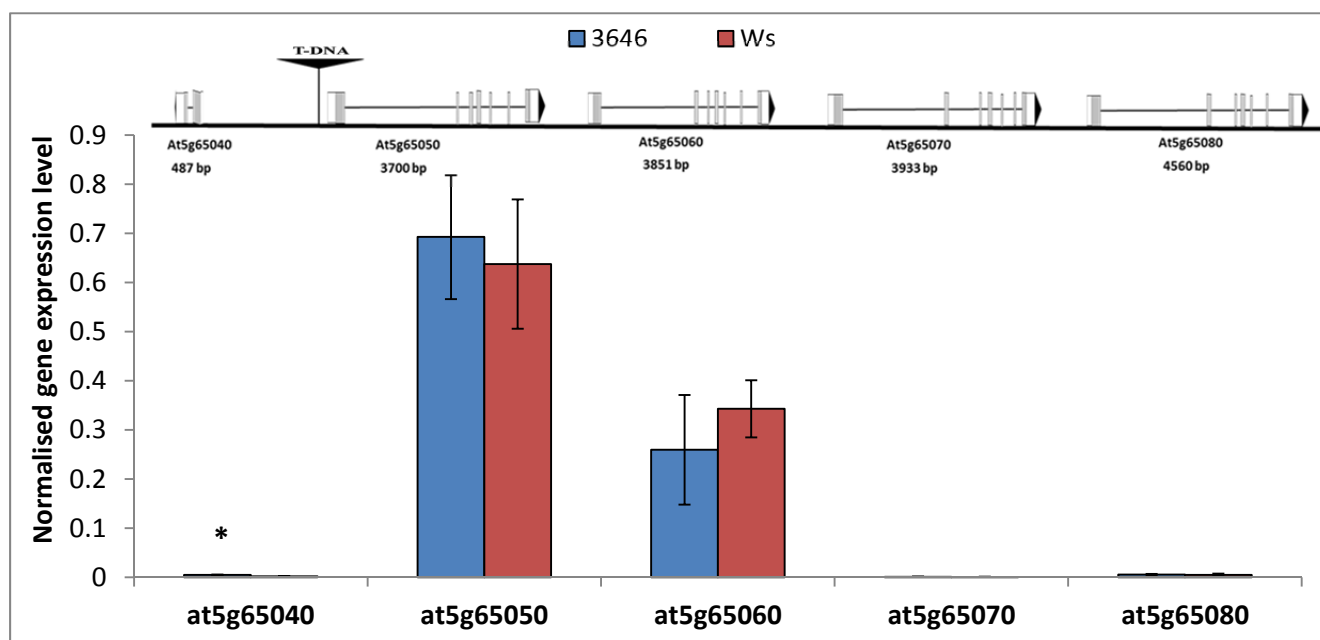 3646 Ws
T-DNA
At5g65040 At5g65050 At5g65060 At5g65070 At5g65080
487 bp 3700 bp 3851 bp 3933 bp 4560 bp
Normalised gene expression level
0.9
0.8
0.7
0.6
0.5
0.4
0.3
0.2
0.1
0
*
at5g65040 at5g65050 at5g65060 at5g65070 at5g65080